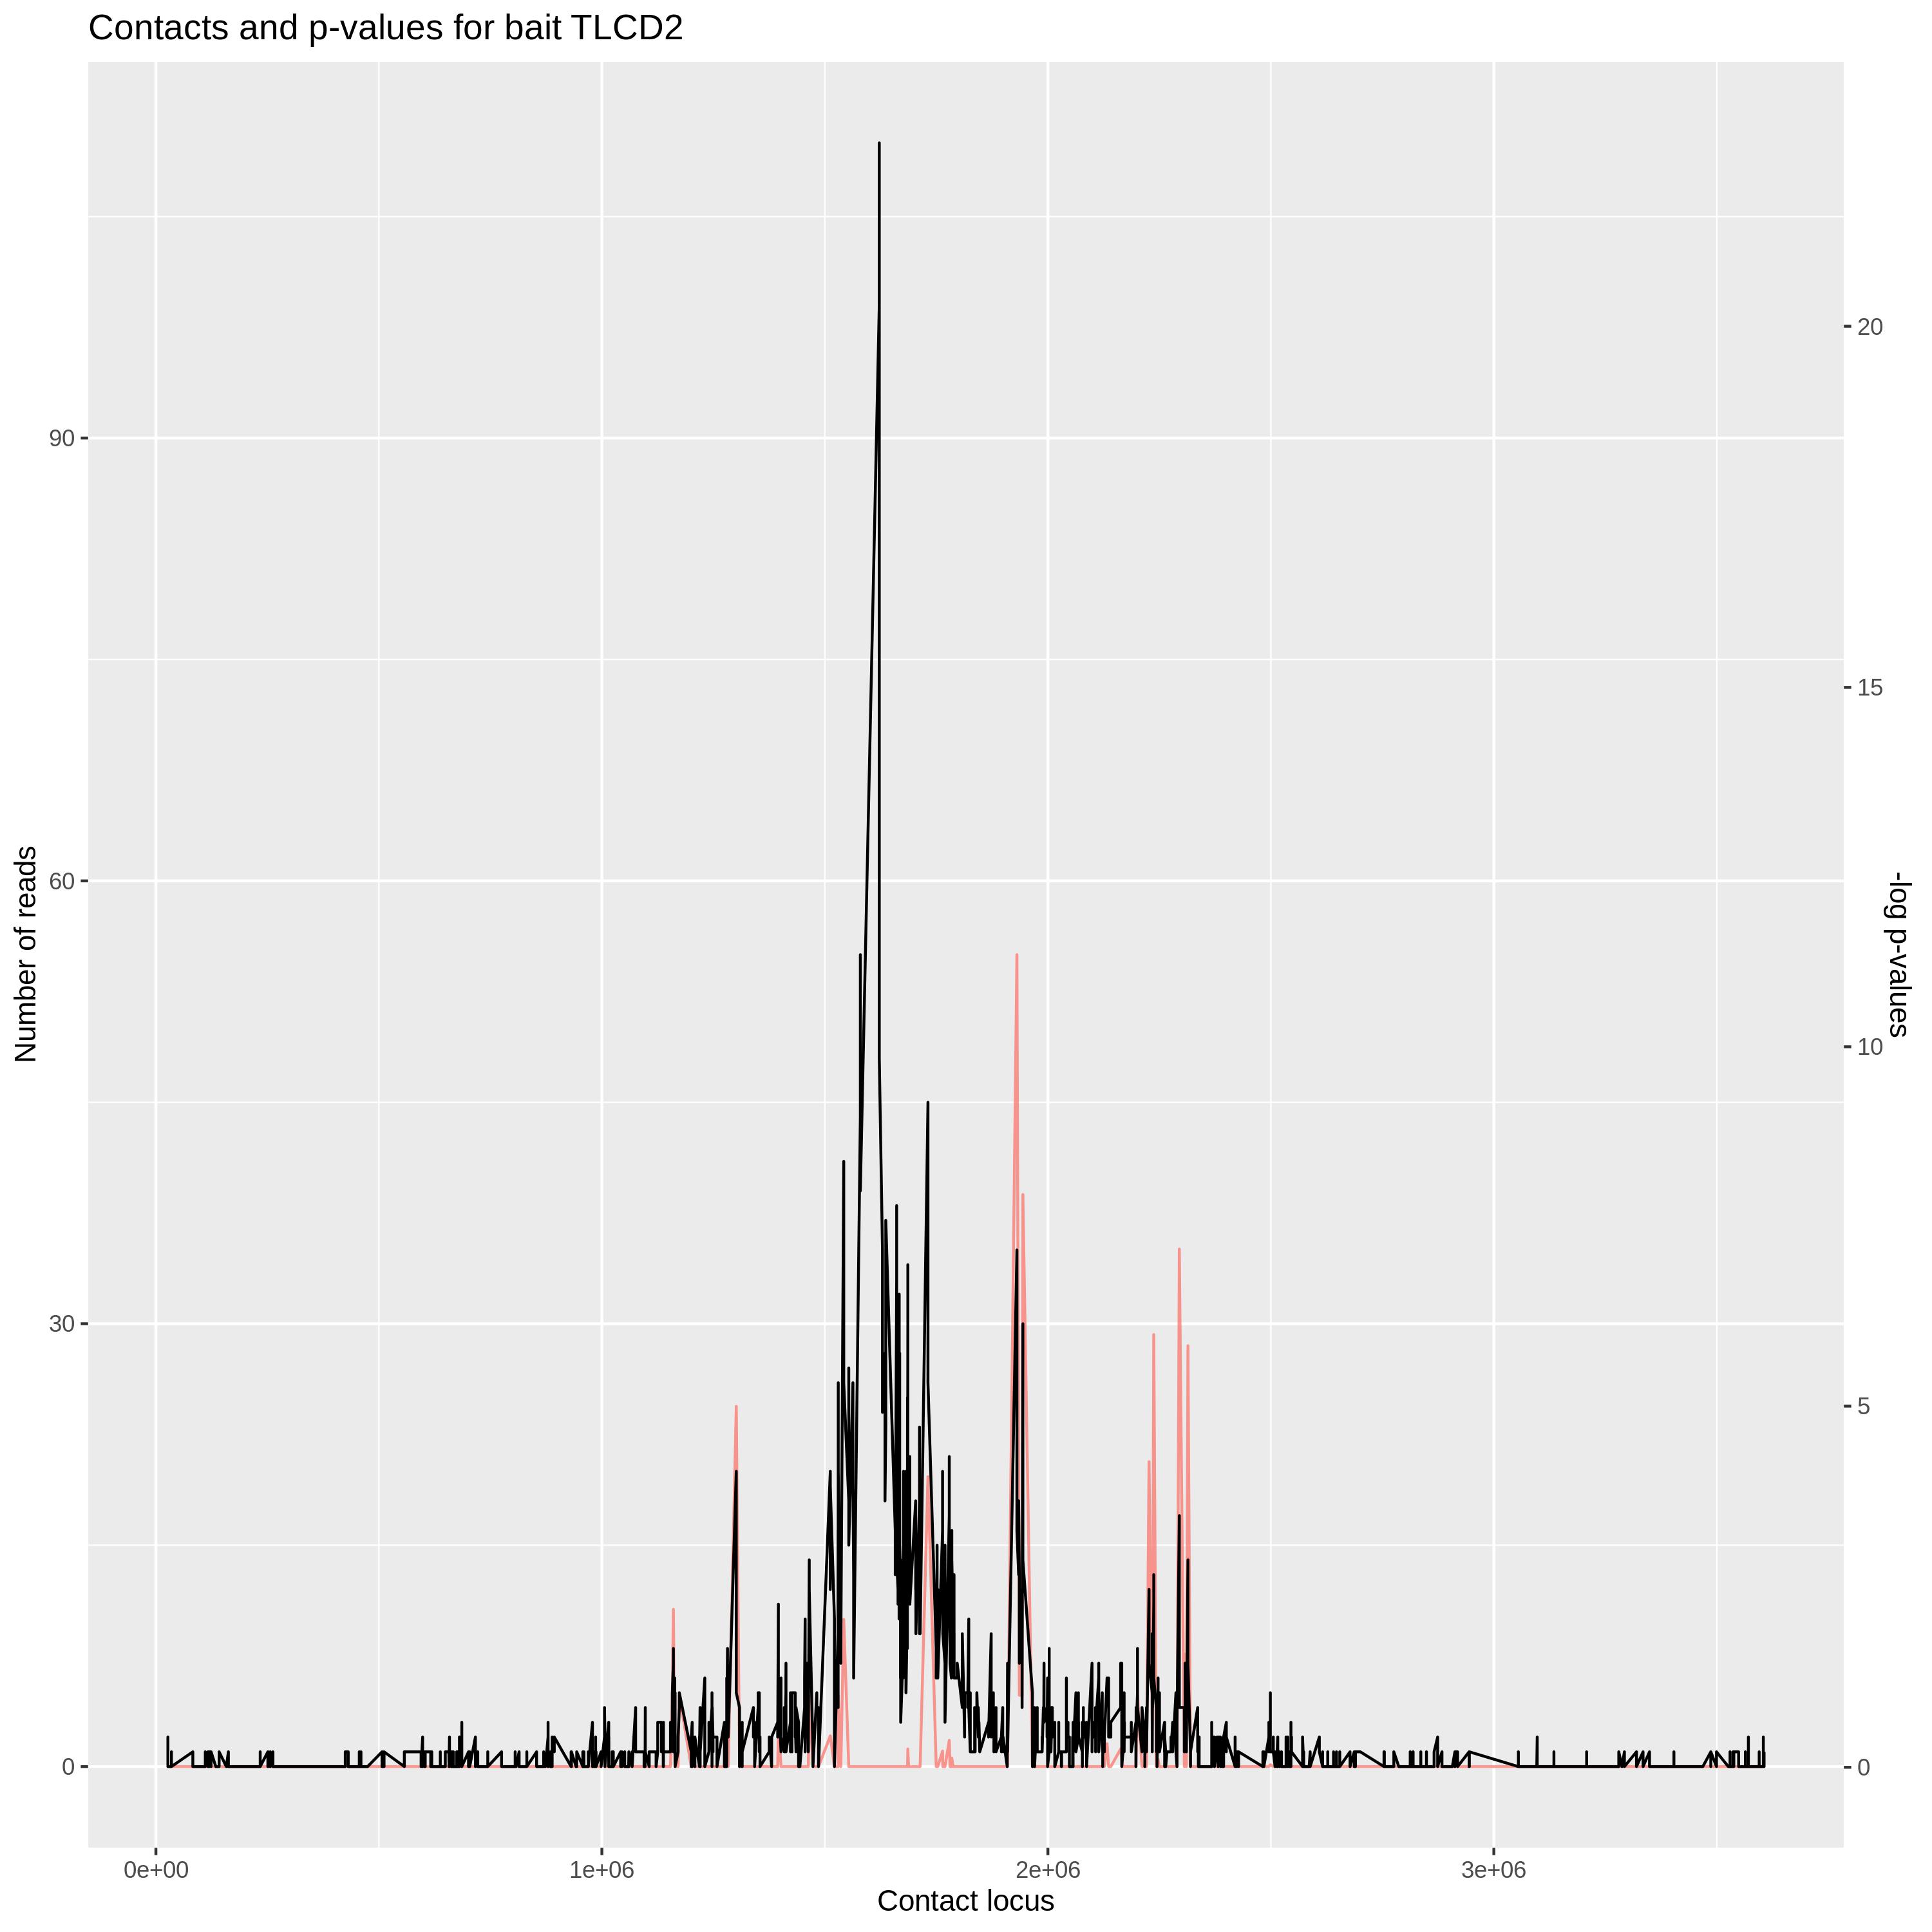 Contacts and p-values for bait TLCD2
Number of reads
90
60
30
0
20
15
10
5
0
-log p-values
0e+00
1e+06
2e+06
3e+06
Contact locus